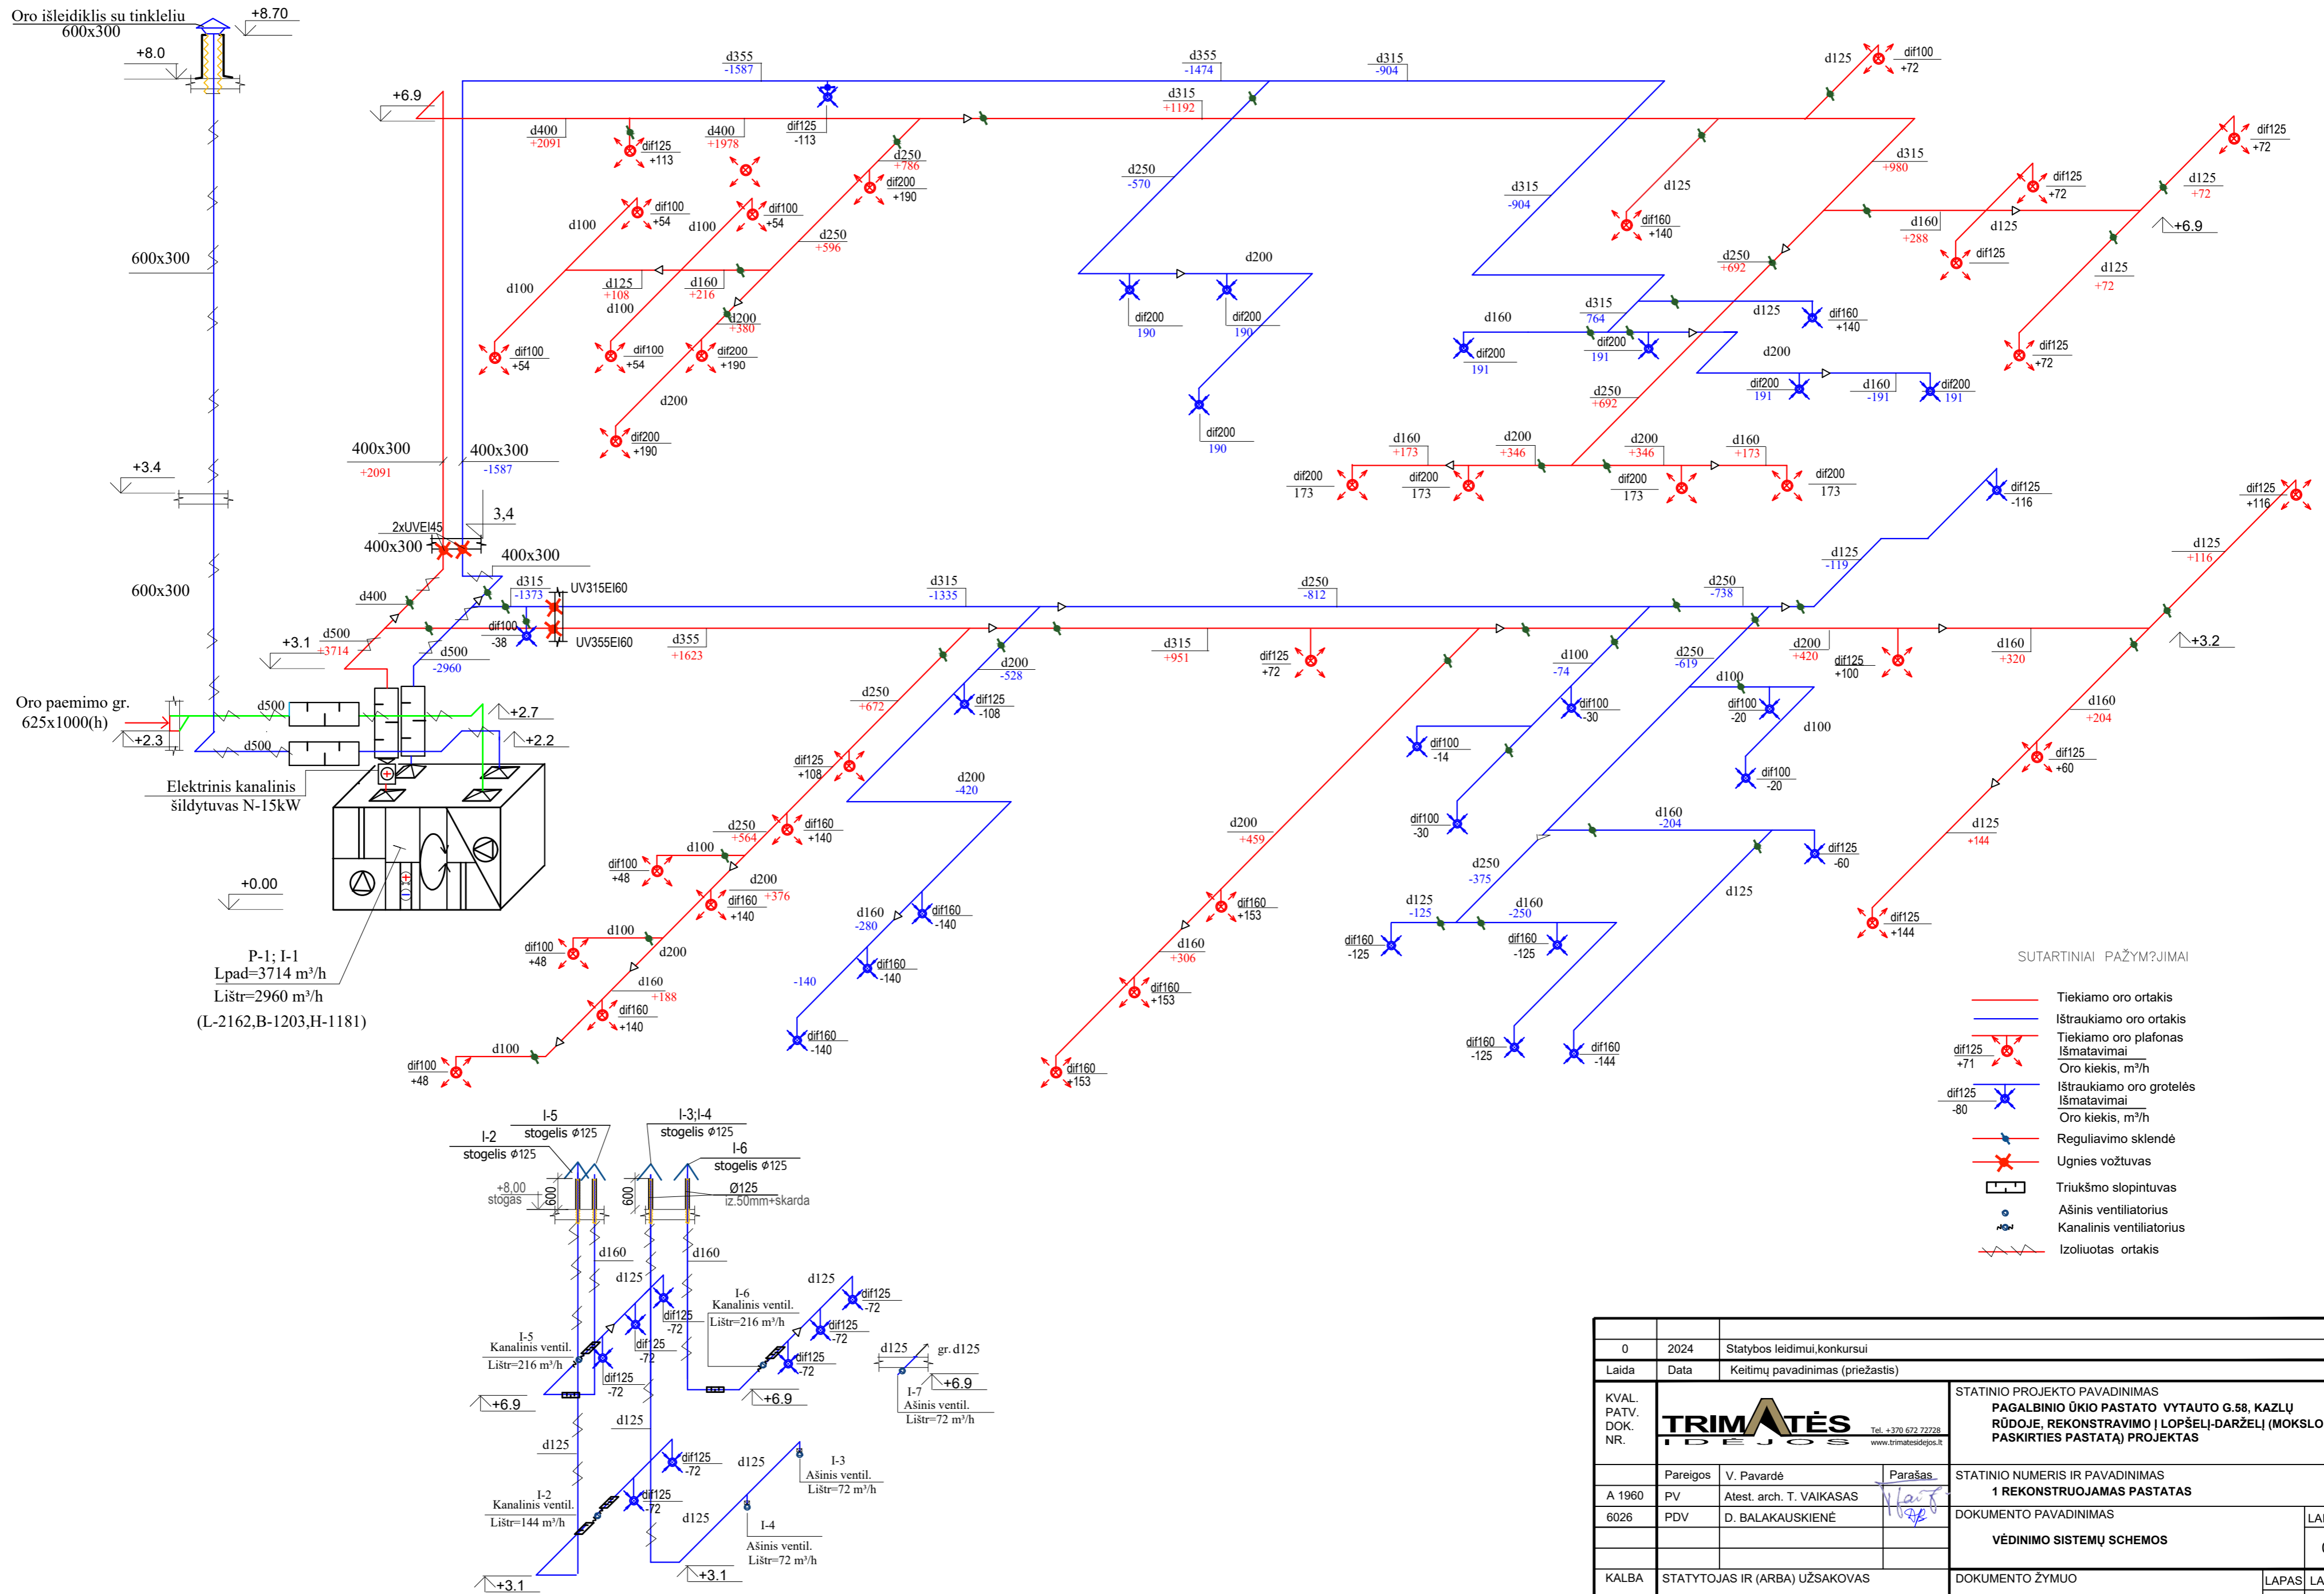 Oro išleidiklis su tinkleliu
600x300
+8.70
+8.0
600x300
+3.4
600x300
+6.9
d355
-1587
d355
-1474
d315
-904
d125
dif100
+72
d400
+2091
dif125
+113
d400
+1978
dif125
-113
d315
+1192
d250
+786
dif200
+190
d100
dif100
+54
d100
dif100
+54
d250
+596
d100
d125
+108
d160
+216
d100
d200
+380
dif100
+54
dif100
+54
dif200
+190
d200
dif200
+190
d250
-570
d200
dif200
190
dif200
190
dif200
190
d315
-904
d125
dif160
+140
d315
+980
dif125
+72
d125
+72
dif125
+72
d160
+288
d125
+6.9
dif125
d250
+692
d125
+72
dif125
+72
d315
764
d125
dif160
+140
d160
dif200
191
dif200
191
d200
dif200
191
d160
-191
dif200
191
d250
+692
d160
+173
d200
+346
d200
+346
d160
+173
dif200
173
dif200
173
dif200
173
dif200
173
400x300
+2091
400x300
-1587
2xUVEI45
3,4
400x300
400x300
d315
-1373
UV315EI60
dif100
-38
UV355EI60
d400
+3.1
d500
+3714
d500
-2960
d315
-1335
d355
+1623
d250
-812
d250
-738
d125
-119
dif125
-116
dif125
+116
d125
+116
d315
+951
dif125
+72
d200
+420
dif125
+100
d160
+320
+3.2
d200
-528
d250
+672
dif125
-108
d100
-74
d250
-619
d100
dif100
-30
dif100
-20
d100
dif100
-14
dif100
-20
dif100
-30
d160
+204
dif125
+60
d125
+144
dif125
+144
Oro paemimo gr.
625x1000(h)
+2.3
d500
d500
+2.7
+2.2
Elektrinis kanalinis
šildytuvas N-15kW
+0.00
P-1; I-1
Lpad=3714 m³/h
Lištr=2960 m³/h
(L-2162,B-1203,H-1181)
dif125
+108
d200
-420
d250
+564
dif160
+140
d100
dif100
+48
d200
+376
dif160
+140
d100
dif100
+48
d200
d160
+188
dif160
+140
d100
dif100
+48
d160
-280
dif160
-140
dif160
-140
-140
dif160
-140
d200
+459
dif160
+153
d160
+306
dif160
+153
dif160
+153
d160
-204
dif125
-60
d250
-375
d125
d125
-125
d160
-250
dif160
-125
dif160
-125
dif160
-125
dif160
-144
SUTARTINIAI PAŽYM?JIMAI
Tiekiamo oro ortakis
Ištraukiamo oro ortakis
Tiekiamo oro plafonas
dif125
+71
Išmatavimai
Oro kiekis, m³/h
Ištraukiamo oro grotelės
dif125
-80
Išmatavimai
Oro kiekis, m³/h
Reguliavimo sklendė
Ugnies vožtuvas
Triukšmo slopintuvas
Ašinis ventiliatorius
Kanalinis ventiliatorius
Izoliuotas ortakis
I-5
stogelis ⌀125
I-2
stogelis ⌀125
I-3;I-4
stogelis ⌀125
I-6
stogelis ⌀125
+8,00
stogas
600
600
Ø125
iz.50mm+skarda
d160
d160
d125
dif125
-72
dif125
-72
dif125
-72
I-5
Kanalinis ventil.
Lištr=216 m³/h
+6.9
I-6
Kanalinis ventil.
Lištr=216 m³/h
d125
dif125
-72
dif125
-72
dif125
-72
+6.9
d125
gr. d125
+6.9
I-7
Ašinis ventil.
Lištr=72 m³/h
d125
d125
dif125
-72
dif125
-72
I-2
Kanalinis ventil.
Lištr=144 m³/h
+3.1
d125
I-3
Ašinis ventil.
Lištr=72 m³/h
d125
I-4
Ašinis ventil.
Lištr=72 m³/h
+3.1
0 2024 Statybos leidimui,konkursui
Laida Data Keitimų pavadinimas (priežastis)
KVAL.
PATV.
DOK.
NR.
TRIMATĖS
IDĖJOS
Tel. +370 672 72728
www.trimatesidejos.lt
STATINIO PROJEKTO PAVADINIMAS
PAGALBINIO ŪKIO PASTATO VYTAUTO G.58, KAZLŲ
RŪDOJE, REKONSTRAVIMO Į LOPŠELĮ-DARŽELĮ (MOKSLO
PASKIRTIES PASTATĄ) PROJEKTAS
Pareigos V. Pavardė Parašas
A 1960 PV Atest. arch. T. VAIKASAS
6026 PDV D. BALAKAUSKIENĖ
STATINIO NUMERIS IR PAVADINIMAS
1 REKONSTRUOJAMAS PASTATAS
DOKUMENTO PAVADINIMAS
VĖDINIMO SISTEMŲ SCHEMOS
KALBA STATYTOJAS IR (ARBA) UŽSAKOVAS
DOKUMENTO ŽYMUO
LAPAS